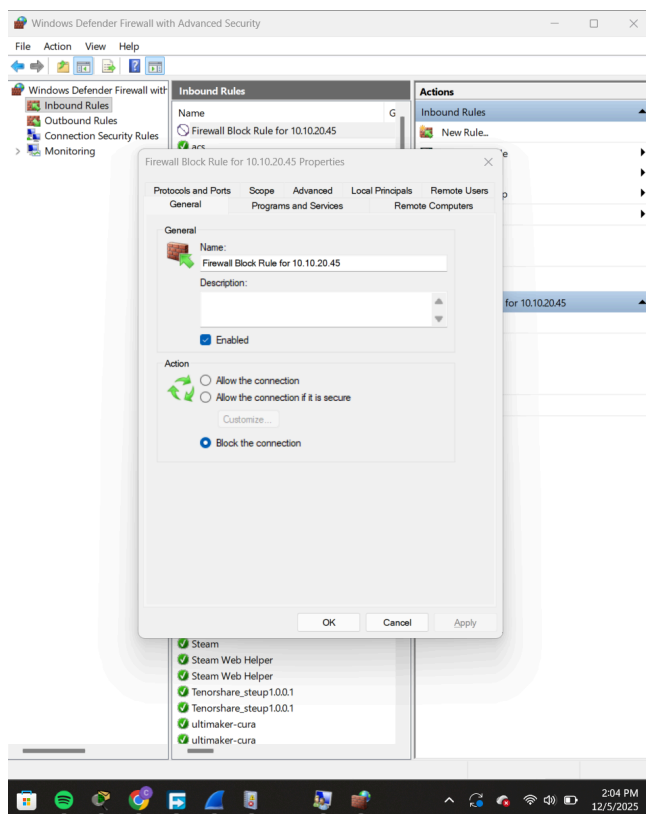 Windows Defender Firewall with Advanced Security
File Action View Help
Windows Defender Firewall with
Inbound Rules
Outbound Rules
Connection Security Rules
Monitoring
Inbound Rules
Name G
Firewall Block Rule for 10.10.20.45
acs
Actions
Inbound Rules
New Rule...
e
p
for 10.10.20.45
Firewall Block Rule for 10.10.20.45 Properties
Protocols and Ports Scope Advanced Local Principals Remote Users
General Programs and Services Remote Computers
General
Name:
Firewall Block Rule for 10.10.20.45
Description:
Enabled
Action
Allow the connection
Allow the connection if it is secure
Customize...
Block the connection
OK Cancel Apply
Steam
Steam Web Helper
Steam Web Helper
Tenorshare_steup1.0.0.1
Tenorshare_steup1.0.0.1
ultimaker-cura
ultimaker-cura
2:04 PM
12/5/2025